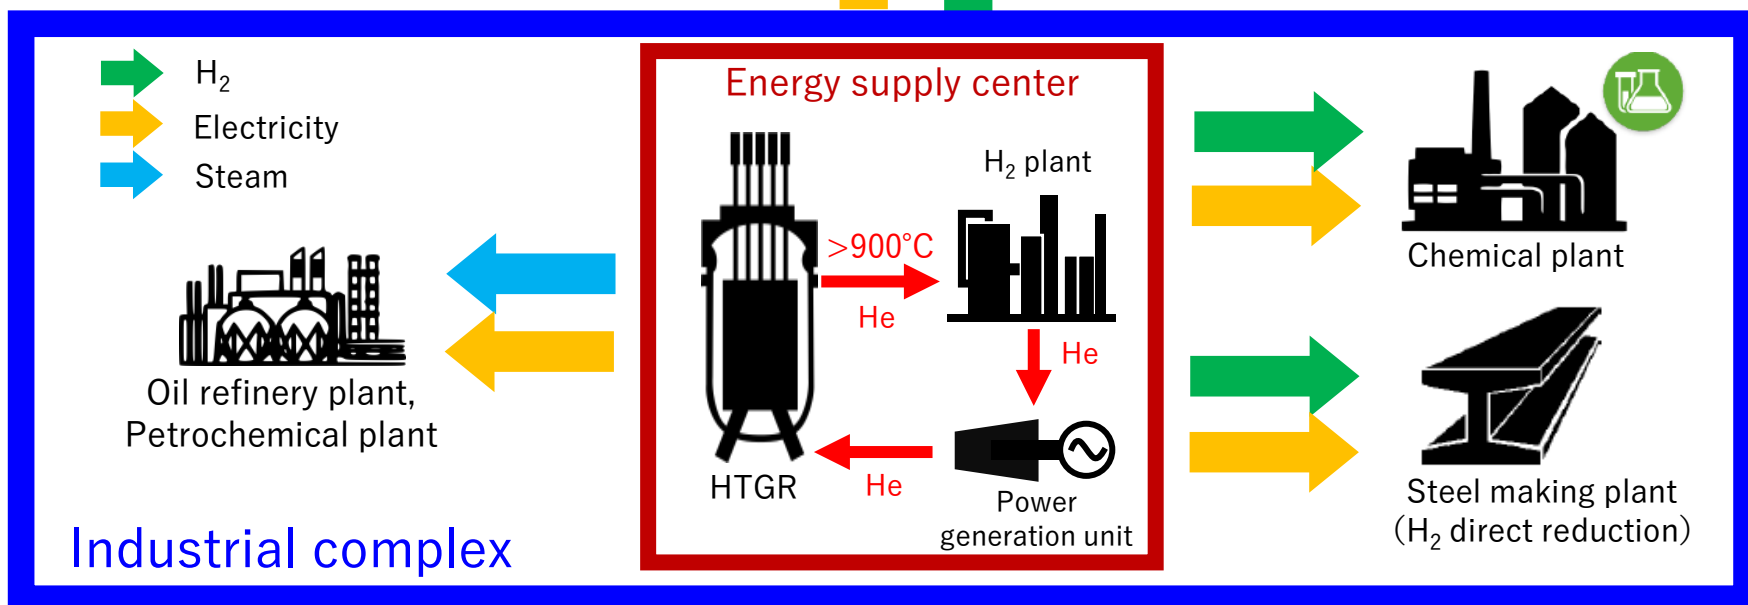 H₂
Electricity
Steam
Oil refinery plant,
Petrochemical plant
Industrial complex
Energy supply center
H₂ plant
>900°C
He
He
He
HTGR
Power
generation unit
Chemical plant
Steel making plant
(H₂ direct reduction)